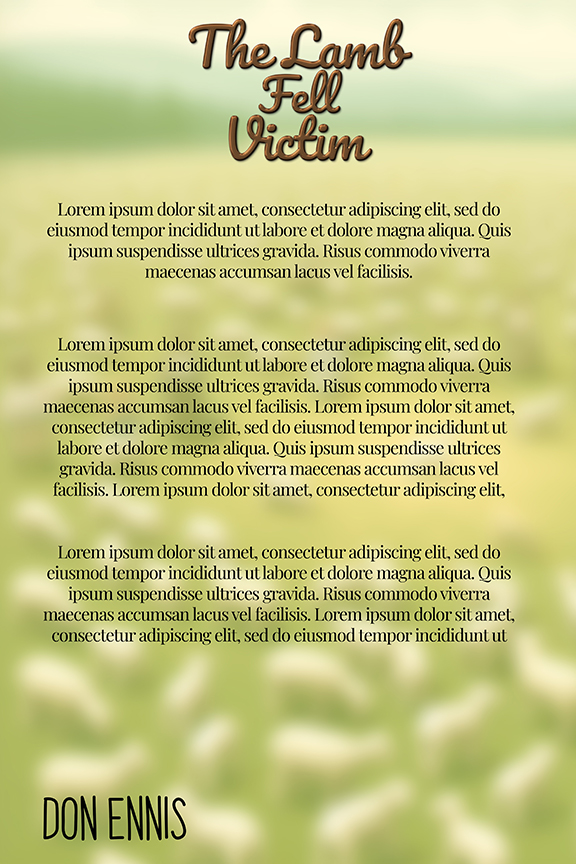 The Lamb
Fell
Victim
Lorem ipsum dolor sit amet, consectetur adipiscing elit, sed do
eiusmod tempor incididunt ut labore et dolore magna aliqua. Quis
ipsum suspendisse ultrices gravida. Risus commodo viverra
maecenas accumsan lacus vel facilisis.
Lorem ipsum dolor sit amet, consectetur adipiscing elit, sed do
eiusmod tempor incididunt ut labore et dolore magna aliqua. Quis
ipsum suspendisse ultrices gravida. Risus commodo viverra
maecenas accumsan lacus vel facilisis. Lorem ipsum dolor sit amet,
consectetur adipiscing elit, sed do eiusmod tempor incididunt ut
labore et dolore magna aliqua. Quis ipsum suspendisse ultrices
gravida. Risus commodo viverra maecenas accumsan lacus vel
facilisis. Lorem ipsum dolor sit amet, consectetur adipiscing elit,
Lorem ipsum dolor sit amet, consectetur adipiscing elit, sed do
eiusmod tempor incididunt ut labore et dolore magna aliqua. Quis
ipsum suspendisse ultrices gravida. Risus commodo viverra
maecenas accumsan lacus vel facilisis. Lorem ipsum dolor sit amet,
consectetur adipiscing elit, sed do eiusmod tempor incididunt ut
DON ENNIS